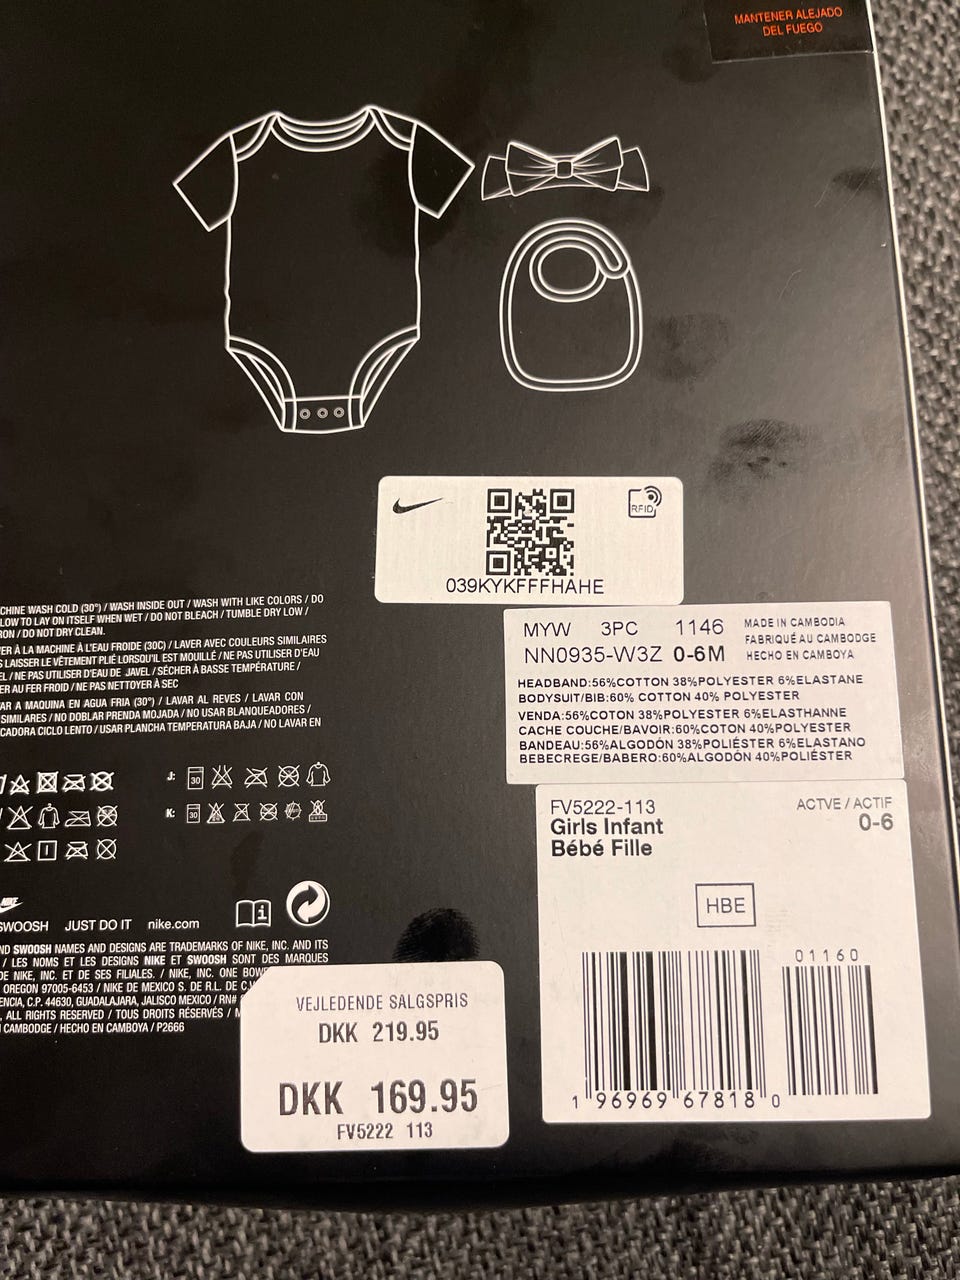 MANTENER ALEJADO
DEL FUEGO
RFID
039KYKFFFHAHE
MYW 3PC 1146
NN0935-W3Z 0-6M
MADE IN CAMBODIA
FABRIQUÉ AU CAMBODGE
HECHO EN CAMBOYA
HEADBAND:56%COTTON 38%POLYESTER 6%ELASTANE
BODYSUIT/BIB:60% COTTON 40% POLYESTER
VENDA:56%COTON 38%POLYESTER 6%ELASTHANNE
CACHE COUCHE/BAVOIR:60%COTON 40%POLYESTER
BANDEAU:56%ALGODÓN 38%POLIÉSTER 6%ELASTANO
BEBECREGE/BABERO:60%ALGODÓN 40%POLIÉSTER
CHINE WASH COLD (30°) / WASH INSIDE OUT / WASH WITH LIKE COLORS / DO
LOW TO LAY ON ITSELF WHEN WET / DO NOT BLEACH / TUMBLE DRY LOW /
RON / DO NOT DRY CLEAN.
ER À LA MACHINE À L'EAU FROIDE (30C) / LAVER AVEC COULEURS SIMILAIRES
S LAISSER LE VÊTEMENT PLIÉ LORSQU'IL EST MOUILLÉ / NE PAS UTILISER D'EAU
EL / NE PAS UTILISER D'EAU DE JAVEL / SÉCHER À BASSE TEMPÉRATURE /
ER AU FER FROID / NE PAS NETTOYER À SEC
AR A MAQUINA EN AGUA FRIA (30°) / LAVAR AL REVES / LAVAR CON
SIMILARES / NO DOBLAR PRENDA MOJADA / NO USAR BLANQUEADORES /
CADORA CICLO LENTO / USAR PLANCHA TEMPERATURA BAJA / NO LAVAR EN
J: 30
K: 30
FV5222-113
Girls Infant
Bébé Fille
ACTVE / ACTIF
0-6
HBE
01160
1 96969 67818 0
NIKE
SWOOSH JUST DO IT nike.com
ND SWOOSH NAMES AND DESIGNS ARE TRADEMARKS OF NIKE, INC. AND ITS
/ LES NOMS ET LES DESIGNS NIKE ET SWOOSH SONT DES MARQUES
DE NIKE, INC. ET DE SES FILIALES. / NIKE, INC. ONE BOWE
OREGON 97005-6453 / NIKE DE MEXICO S. DE R.L. DE C.V
ENCIA, C.P. 44630, GUADALAJARA, JALISCO MEXICO / RN#
. ALL RIGHTS RESERVED / TOUS DROITS RÉSERVÉS / M
CAMBODGE / HECHO EN CAMBOYA / P2666
VEJLEDENDE SALGSPRIS
DKK 219.95
DKK 169.95
FV5222 113